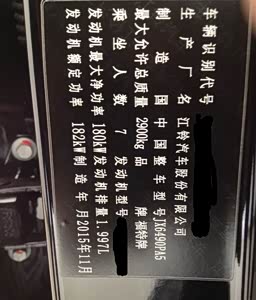 车辆识别代号
生产厂名 江铃汽车股份有限公司
制造国 中国 整车型号 JX6490PA5
最大允许总质量 2900kg 品牌 福特牌
乘坐人数 7 发动机型号
发动机最大净功率 180kW 发动机排量 1.997L
发动机额定功率 182kW 制造年月 2015年11月